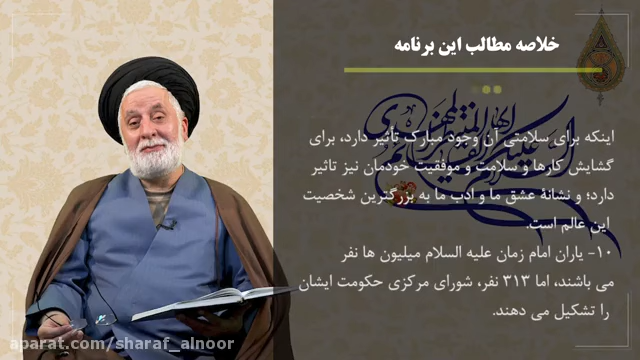 خلاصه مطالب این برنامه
اینکه برای سلامتی آن وجود مبارک تأثیر دارد، برای
گشایش کارها و سلامت و موفقیت خودمان نیز تاثیر
دارد؛ و نشانهٔ عشق ما و ادب ما به بزرگترین شخصیت
این عالم است.
۱۰- یاران امام زمان علیه السلام میلیون ها نفر
می باشند، اما ۳۱۳ نفر، شورای مرکزی حکومت ایشان
را تشکیل می دهند.
aparat.com/sharaf_alnoor